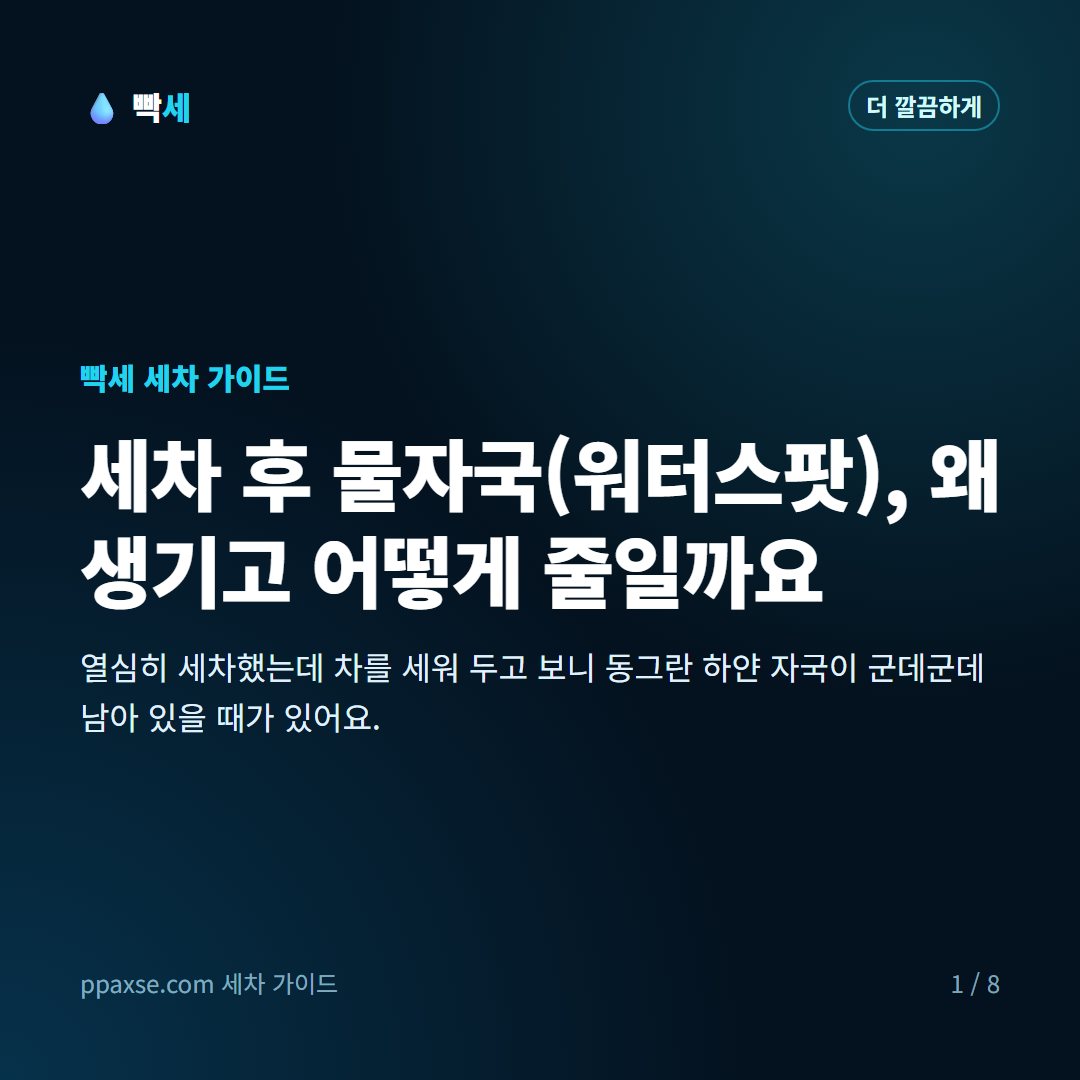 빡세
더 깔끔하게
빡세 세차 가이드
세차 후 물자국(워터스팟), 왜
생기고 어떻게 줄일까요
열심히 세차했는데 차를 세워 두고 보니 동그란 하얀 자국이 군데군데
남아 있을 때가 있어요.
ppaxse.com 세차 가이드
1 / 8